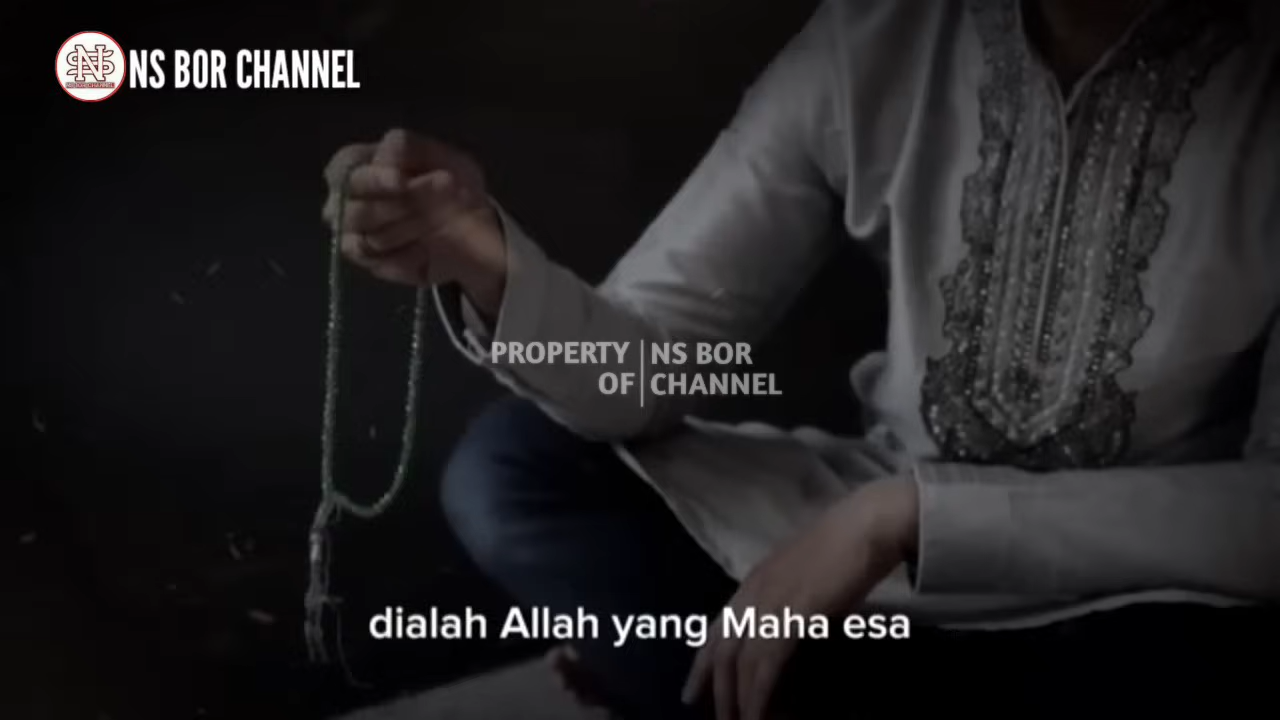 NS BOR CHANNEL
PROPERTY OF
NS BOR CHANNEL
dialah Allah yang Maha esa